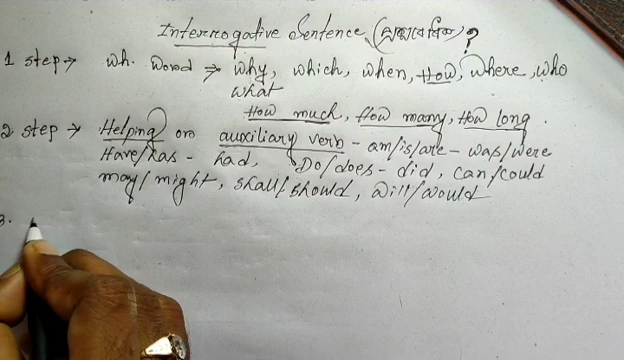 Interrogative Sentence (প্রশ্নবোধক) ?
1 step → wh. Word → Why, which, when, How, Where, who
what
How much, How many, How long.
2 step → Helping or auxiliary verb - am/is/are - was/were
Have/has - had, Do/does - did, can/could
may/might, shall/should, will/would
3.